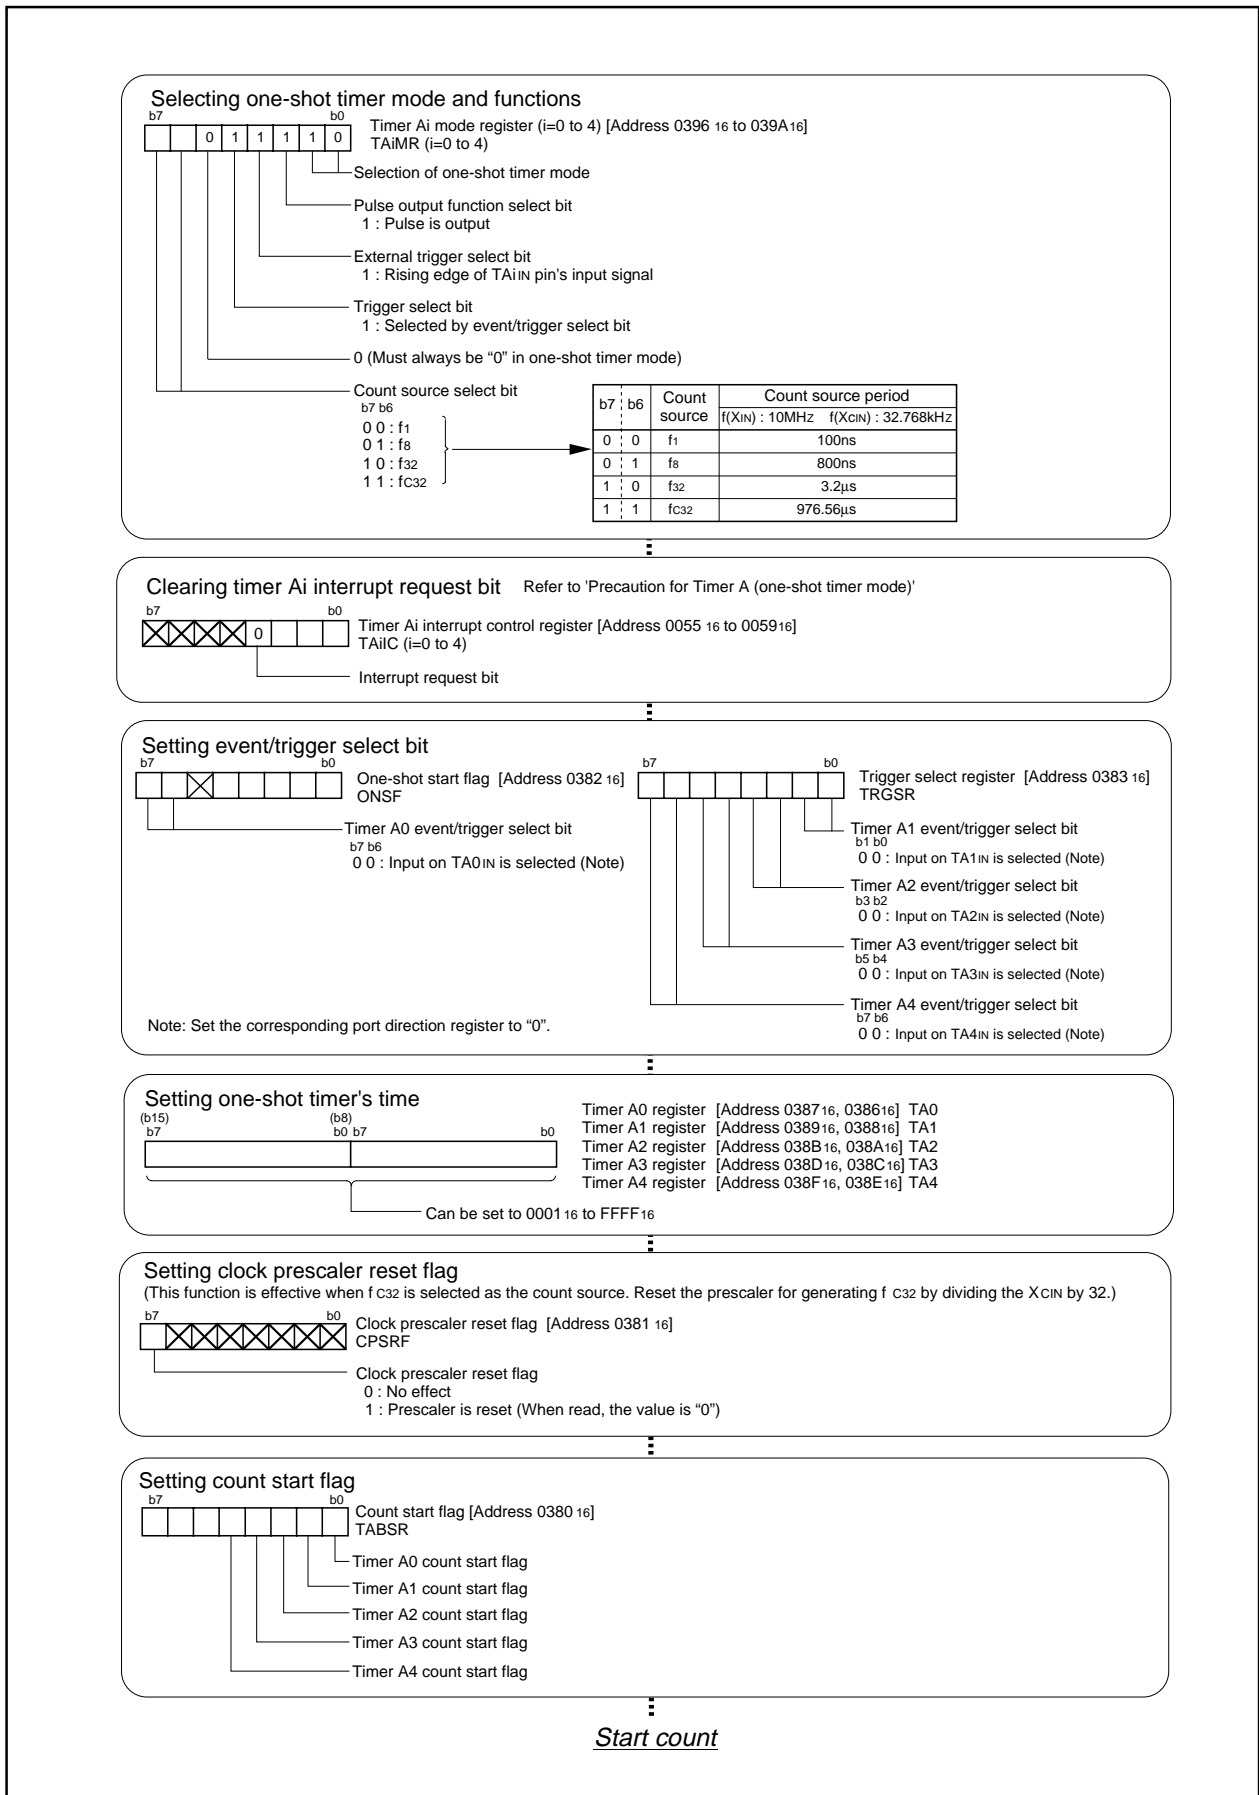 Selecting one-shot timer mode and functions
b7 b0
0 1 1 1 1 0
Timer Ai mode register (i=0 to 4) [Address 0396 16 to 039A16]
TAiMR (i=0 to 4)
Selection of one-shot timer mode
Pulse output function select bit
1 : Pulse is output
External trigger select bit
1 : Rising edge of TAiIN pin's input signal
Trigger select bit
1 : Selected by event/trigger select bit
0 (Must always be “0” in one-shot timer mode)
Count source select bit
b7 b6
0 0 : f1
0 1 : f8
1 0 : f32
1 1 : fC32
b7 b6 Count source Count source period
f(XIN) : 10MHz f(XCIN) : 32.768kHz
0 0 f1 100ns
0 1 f8 800ns
1 0 f32 3.2µs
1 1 fC32 976.56µs
Clearing timer Ai interrupt request bit Refer to 'Precaution for Timer A (one-shot timer mode)'
b7 b0
0
Timer Ai interrupt control register [Address 0055 16 to 005916]
TAiIC (i=0 to 4)
Interrupt request bit
Setting event/trigger select bit
b7 b0
One-shot start flag [Address 0382 16]
ONSF
Timer A0 event/trigger select bit
b7 b6
0 0 : Input on TA0IN is selected (Note)
b7 b0
Trigger select register [Address 0383 16]
TRGSR
Timer A1 event/trigger select bit
b1 b0
0 0 : Input on TA1IN is selected (Note)
Timer A2 event/trigger select bit
b3 b2
0 0 : Input on TA2IN is selected (Note)
Timer A3 event/trigger select bit
b5 b4
0 0 : Input on TA3IN is selected (Note)
Timer A4 event/trigger select bit
b7 b6
0 0 : Input on TA4IN is selected (Note)
Note: Set the corresponding port direction register to “0”.
Setting one-shot timer's time
(b15) (b8)
b7 b0 b7 b0
Timer A0 register [Address 038716, 038616] TA0
Timer A1 register [Address 038916, 038816] TA1
Timer A2 register [Address 038B16, 038A16] TA2
Timer A3 register [Address 038D16, 038C16] TA3
Timer A4 register [Address 038F16, 038E16] TA4
Can be set to 0001 16 to FFFF16
Setting clock prescaler reset flag
(This function is effective when f C32 is selected as the count source. Reset the prescaler for generating f C32 by dividing the XCIN by 32.)
b7 b0
Clock prescaler reset flag [Address 0381 16]
CPSRF
Clock prescaler reset flag
0 : No effect
1 : Prescaler is reset (When read, the value is “0”)
Setting count start flag
b7 b0
Count start flag [Address 0380 16]
TABSR
Timer A0 count start flag
Timer A1 count start flag
Timer A2 count start flag
Timer A3 count start flag
Timer A4 count start flag
Start count